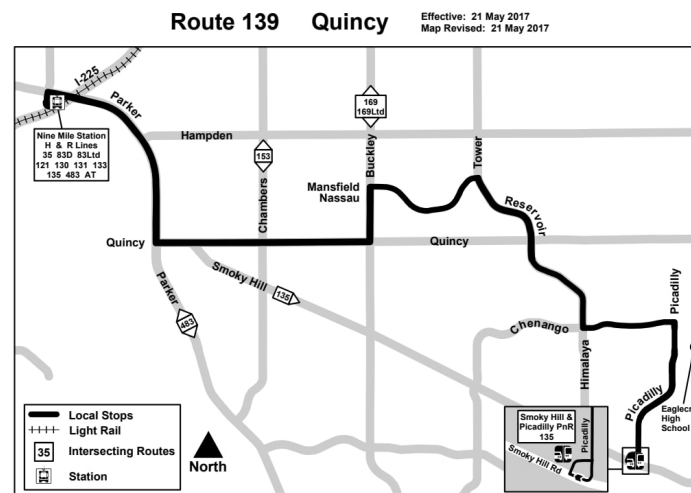 Route 139 Quincy
Effective: 21 May 2017
Map Revised: 21 May 2017
I-225
Parker
Nine Mile Station
H & R Lines
35 83D 83Ltd
121 130 131 133
135 483 AT
Hampden
153
Chambers
169
169Ltd
Buckley
Tower
Mansfield
Nassau
Reservoir
Quincy
Quincy
Parker
483
Smoky Hill
135
Chenango
Himalaya
Picadilly
Picadilly
Eaglecr
High
School
Smoky Hill &
Picadilly PnR
135
Picadilly
Smoky Hill Rd
Local Stops
Light Rail
35 Intersecting Routes
Station
North